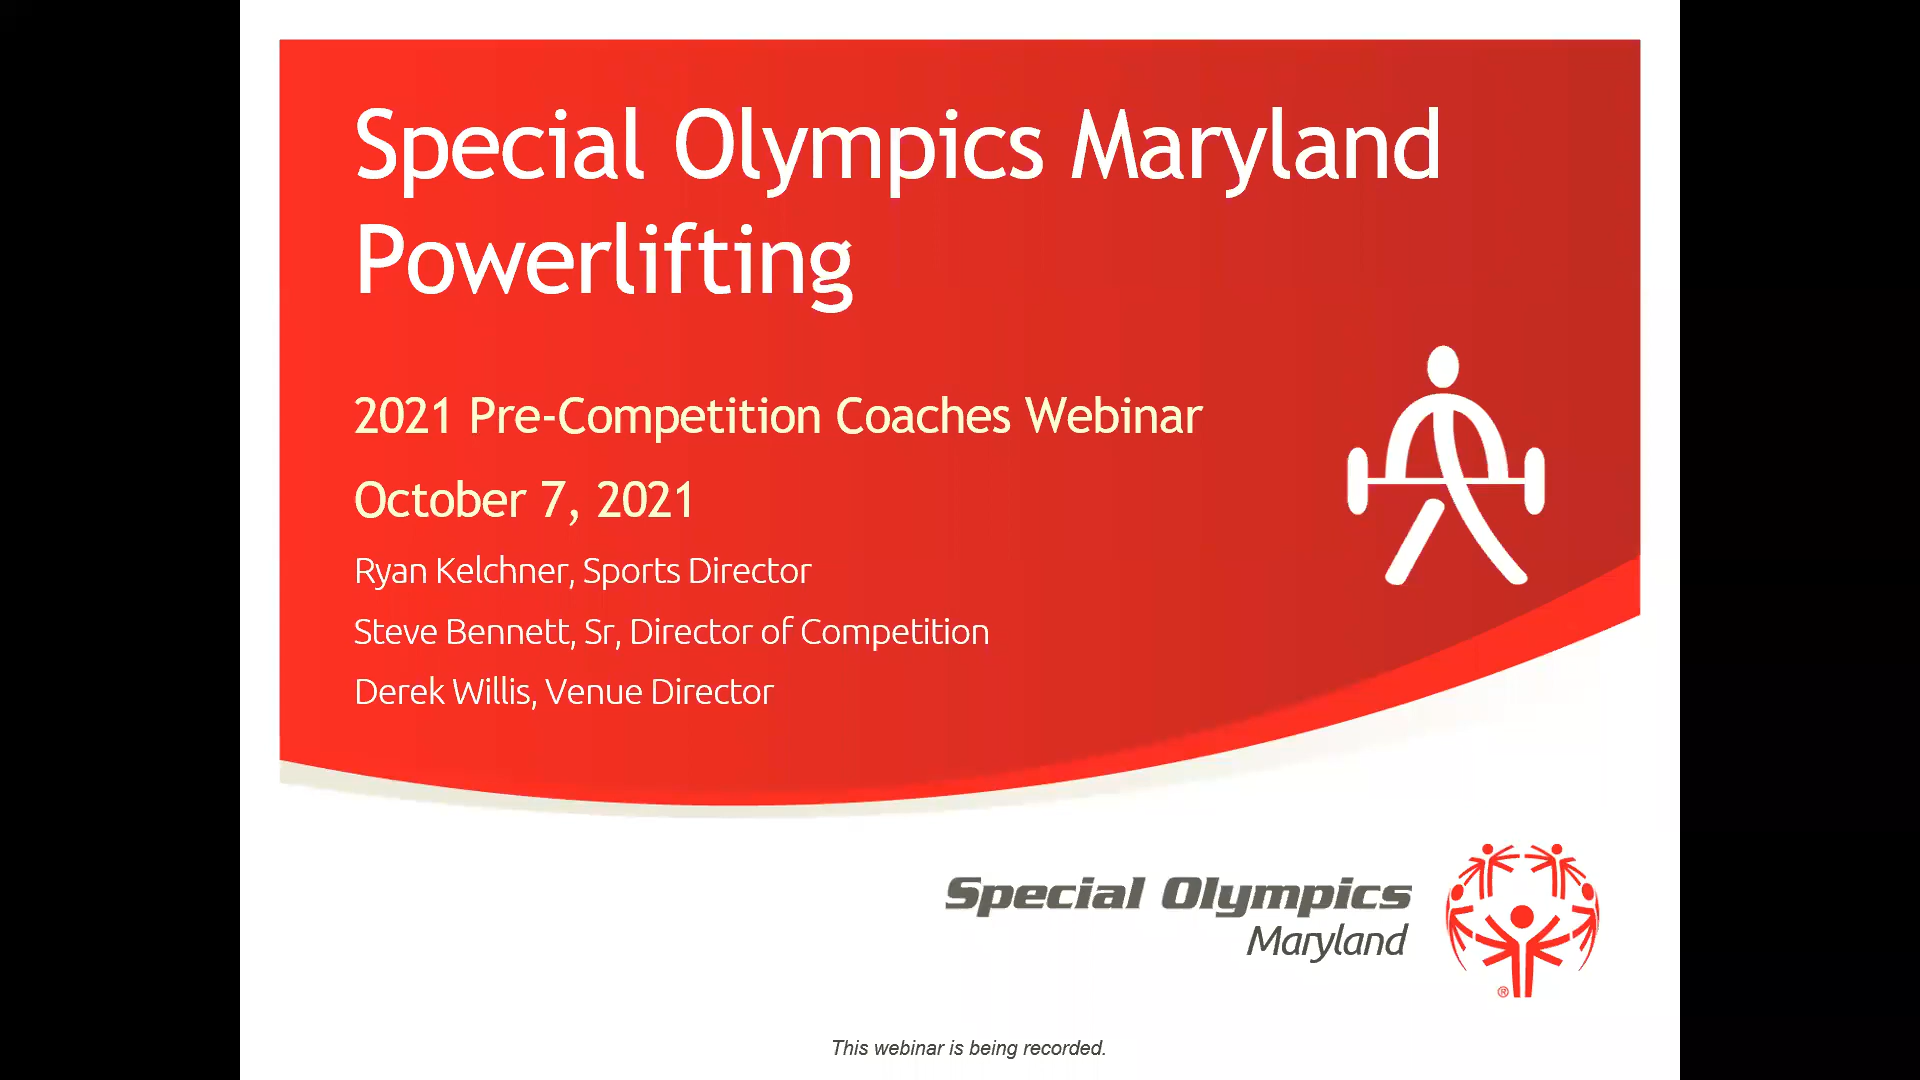 Special Olympics Maryland
Powerlifting
2021 Pre-Competition Coaches Webinar
October 7, 2021
Ryan Kelchner, Sports Director
Steve Bennett, Sr, Director of Competition
Derek Willis, Venue Director
Special Olympics
Maryland
®
This webinar is being recorded.